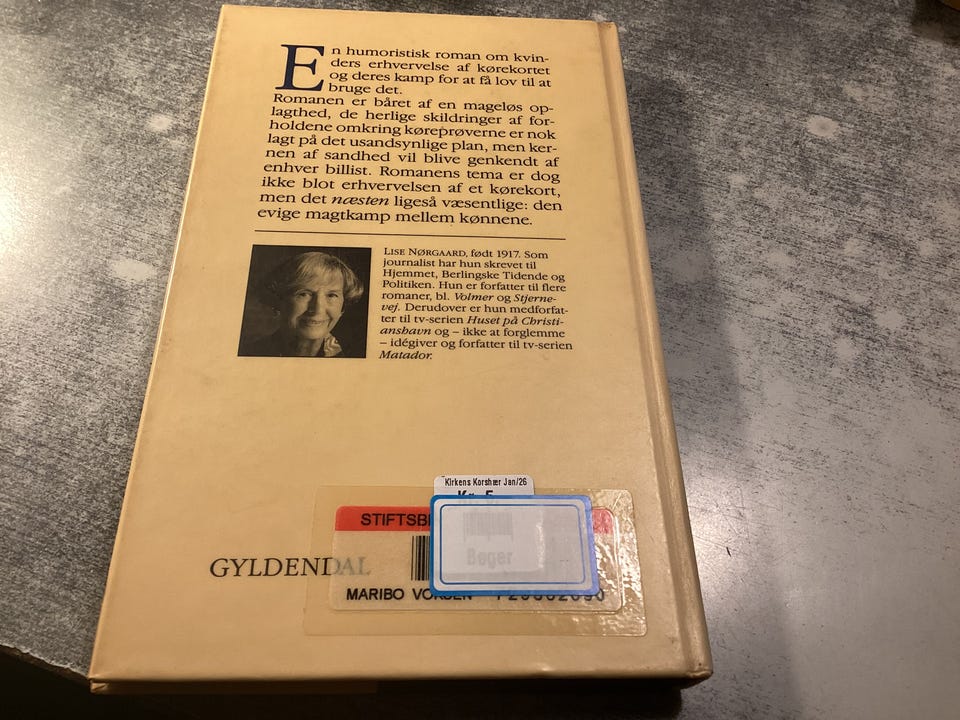 En humoristisk roman om kvin-
ders erhvervelse af kørekortet
og deres kamp for at få lov til at
bruge det.
Romanen er båret af en mageløs op-
lagthed, de herlige skildringer af for-
holdene omkring køreprøverne er nok
lagt på det usandsynlige plan, men ker-
nen af sandhed vil blive genkendt af
enhver billist. Romanens tema er dog
ikke blot erhvervelsen af et kørekort,
men det næsten ligeså væsentlige: den
evige magtkamp mellem kønnene.
LISE NØRGAARD, født 1917. Som
journalist har hun skrevet til
Hjemmet, Berlingske Tidende og
Politiken. Hun er forfatter til flere
romaner, bl. Volmer og Stjerne-
vej. Derudover er hun medforfat-
ter til tv-serien Huset på Christi-
anshavn og – ikke at forglemme
– idégiver og forfatter til tv-serien
Matador.
Kirkens Korshær Jan/26
Kr. 5,
STIFTSB
Bøger
GYLDENDAL
MARIBO VOKSEN